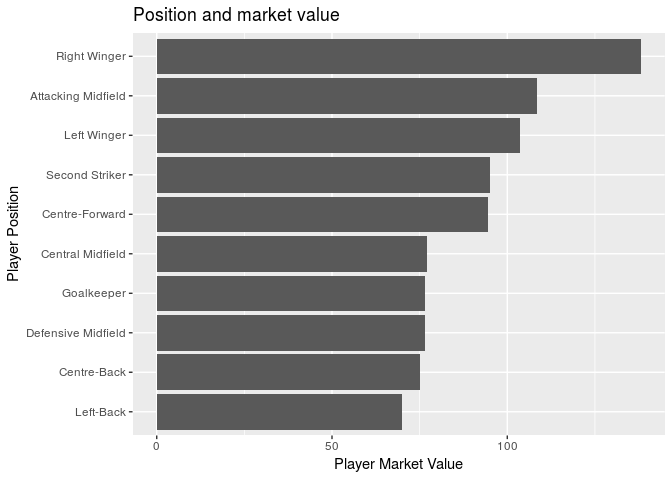 Position and market value
Player Position
Right Winger
Attacking Midfield
Left Winger
Second Striker
Centre-Forward
Central Midfield
Goalkeeper
Defensive Midfield
Centre-Back
Left-Back
0 50 100
Player Market Value